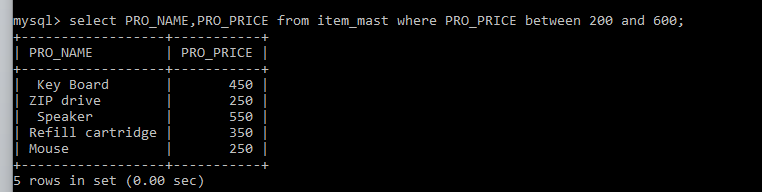 mysql> select PRO_NAME,PRO_PRICE from item_mast where PRO_PRICE between 200 and 600;
+------------------+-----------+
| PRO_NAME         | PRO_PRICE |
+------------------+-----------+
|  Key Board       |       450 |
| ZIP drive        |       250 |
|  Speaker         |       550 |
| Refill cartridge |       350 |
| Mouse            |       250 |
+------------------+-----------+
5 rows in set (0.00 sec)